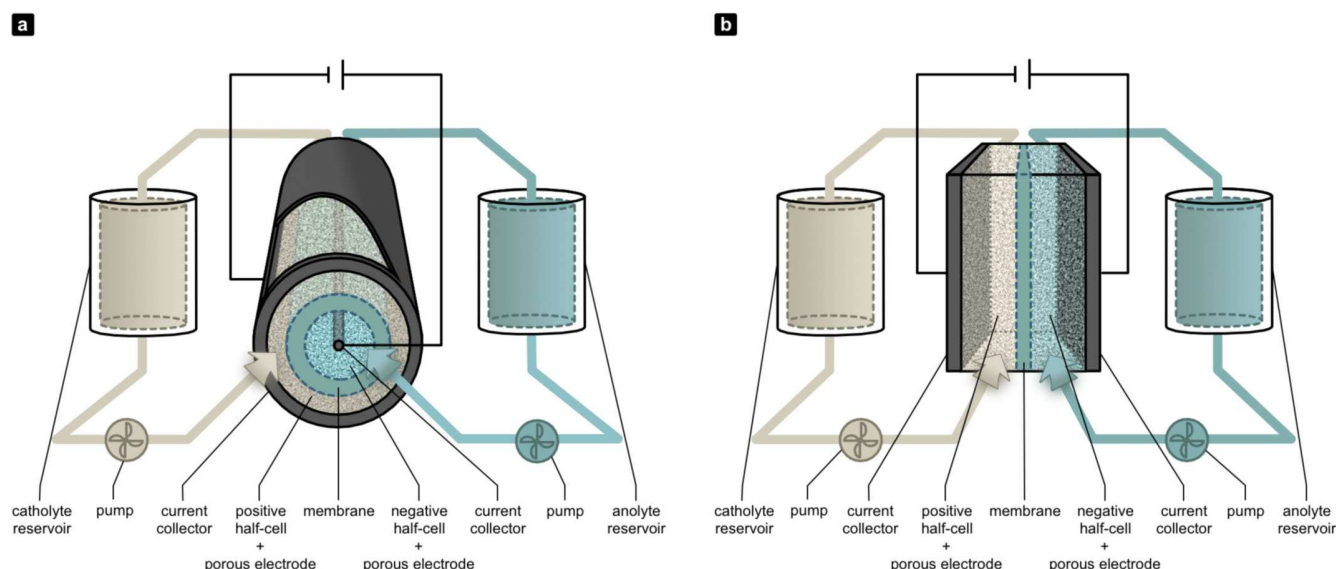 a
catholyte reservoir
pump
current collector
positive half-cell + porous electrode
membrane
negative half-cell + porous electrode
current collector
pump
anolyte reservoir
b
catholyte reservoir
pump
current collector
positive half-cell + porous electrode
membrane
negative half-cell + porous electrode
current collector
pump
anolyte reservoir